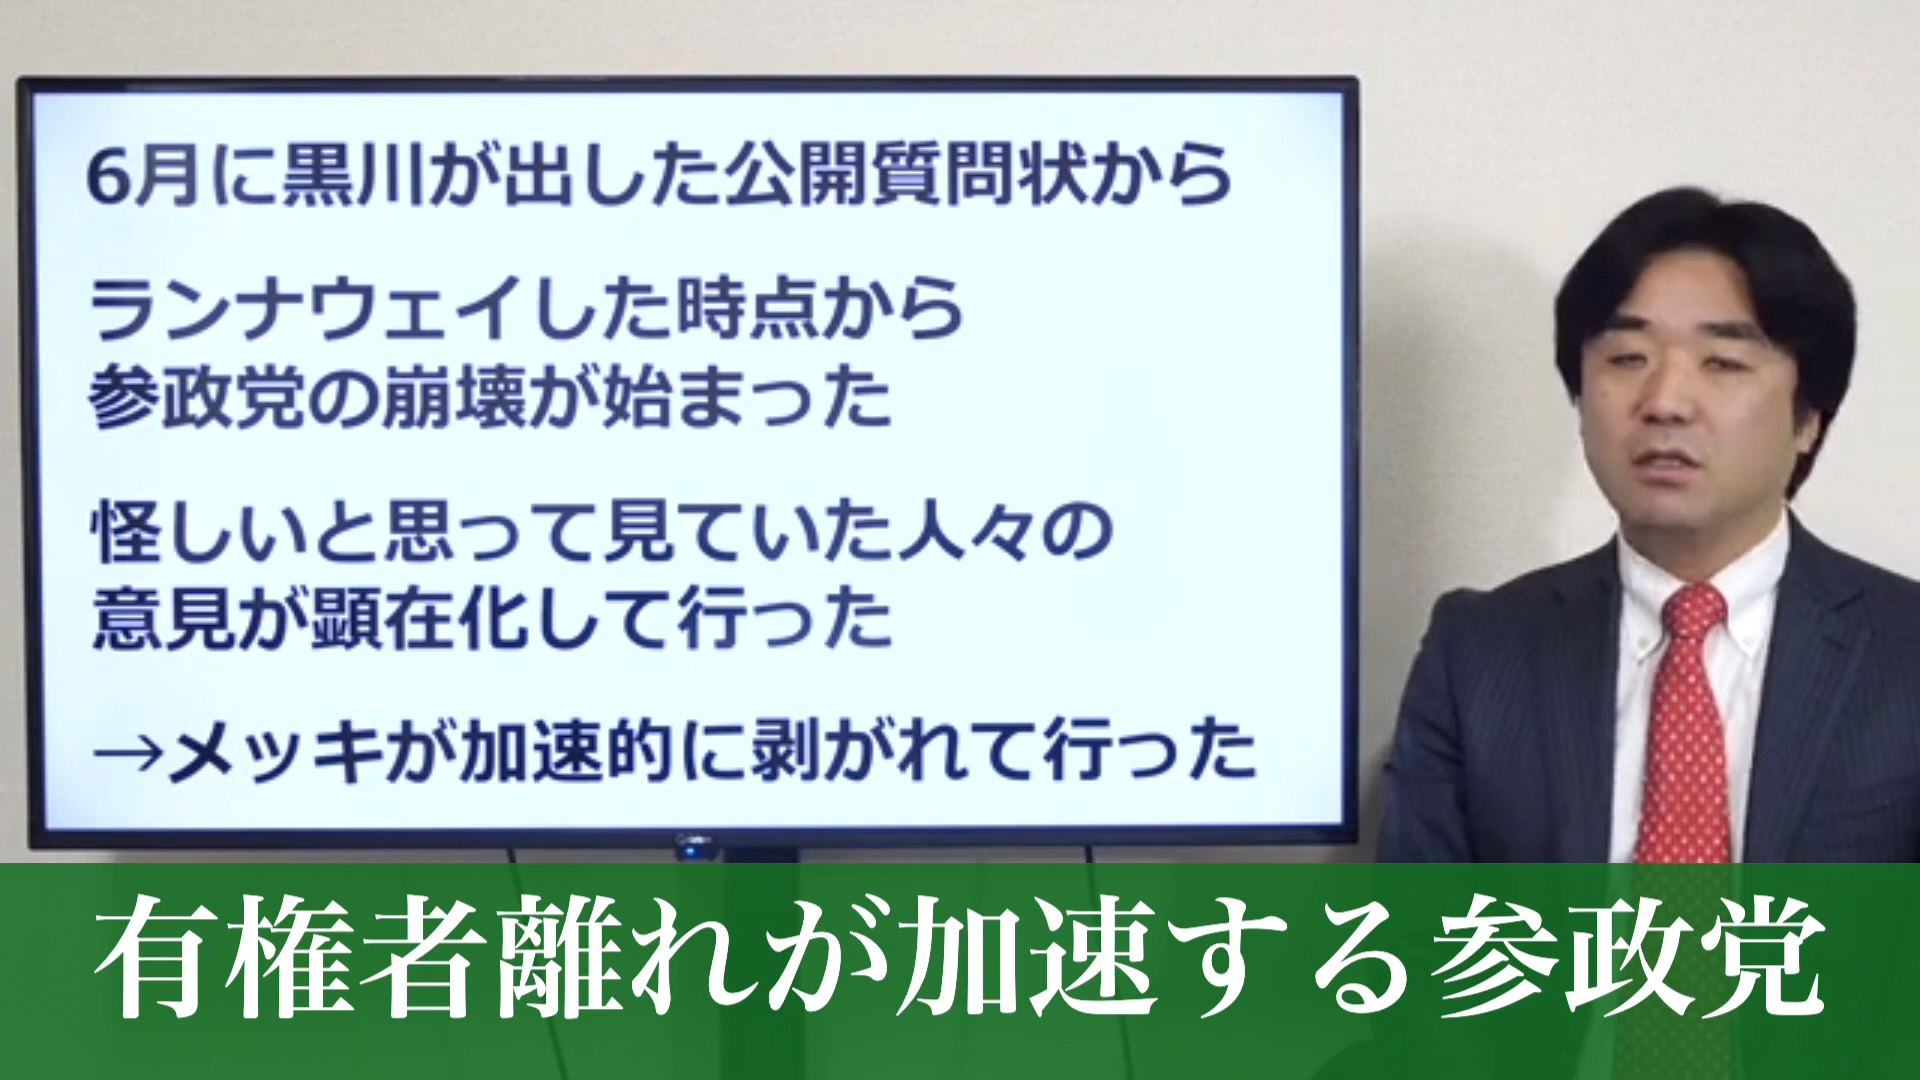 6月に黒川が出した公開質問状から
ランナウェイした時点から
参政党の崩壊が始まった
怪しいと思って見ていた人々の
意見が顕在化して行った
→メッキが加速的に剥がれて行った
有権者離れが加速する参政党